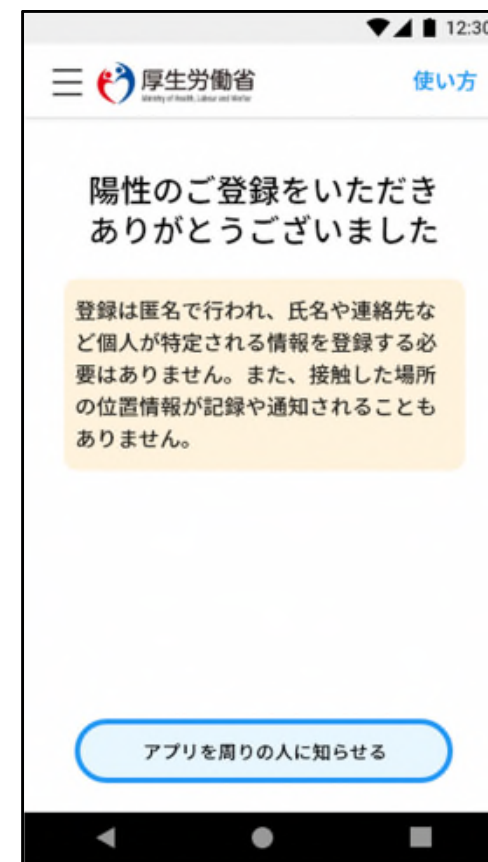 12:30
厚生労働省
Ministry of Health, Labour and Welfare
使い方
陽性のご登録をいただき
ありがとうございました
登録は匿名で行われ、氏名や連絡先な
ど個人が特定される情報を登録する必
要はありません。また、接触した場所
の位置情報が記録や通知されることも
ありません。
アプリを周りの人に知らせる